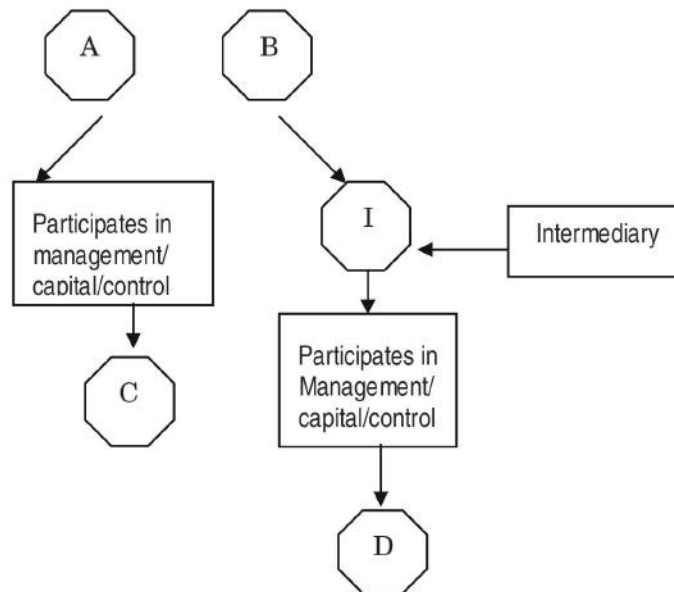 A
B
Participates in
management/
capital/control
I
Intermediary
C
Participates in
Management/
capital/control
D